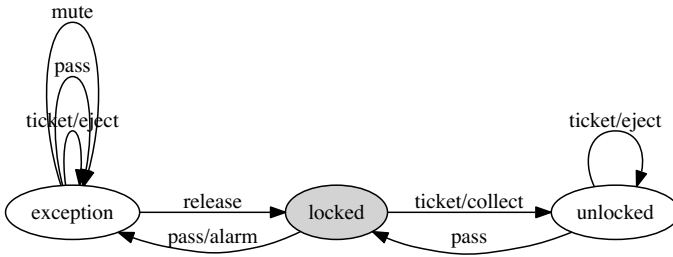 mute
pass
ticket/eject
ticket/eject
exception
release
locked
ticket/collect
unlocked
pass/alarm
pass